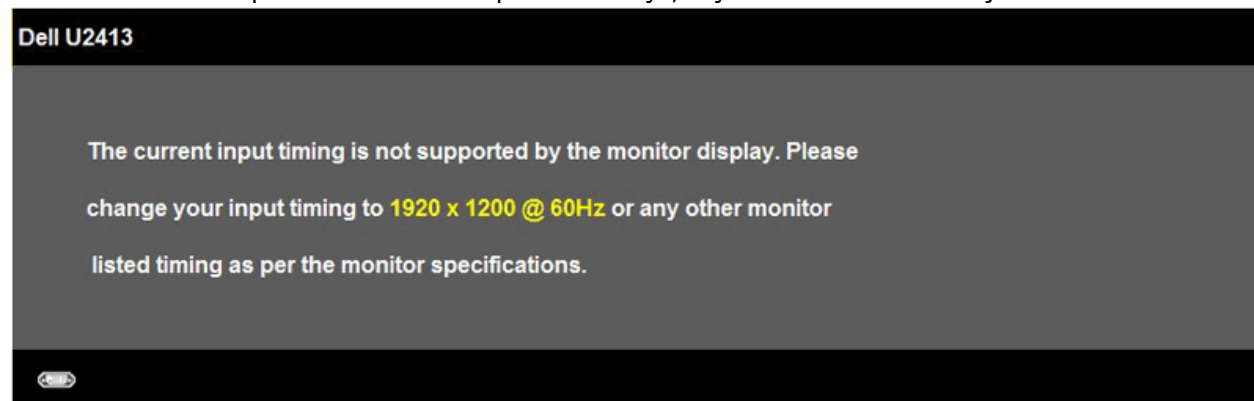 Dell U2413
The current input timing is not supported by the monitor display. Please
change your input timing to 1920 x 1200 @ 60Hz or any other monitor
listed timing as per the monitor specifications.